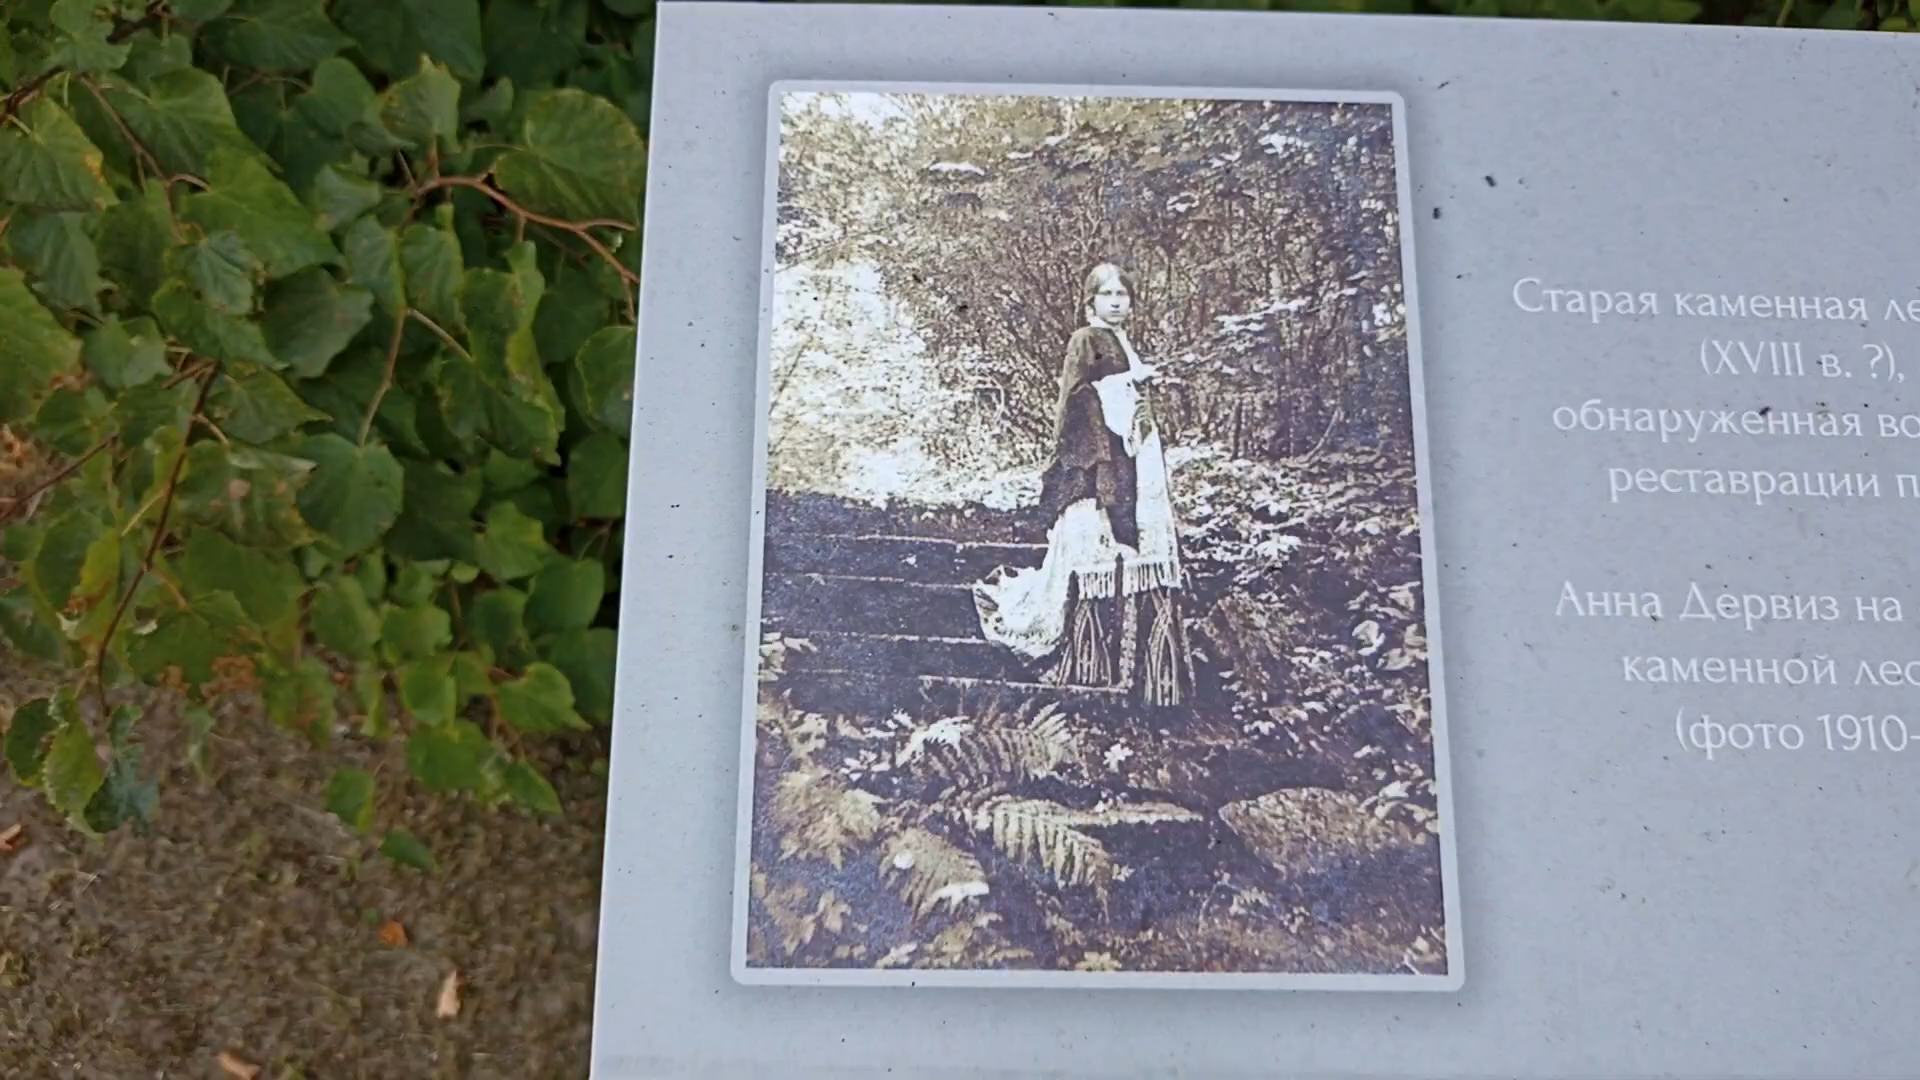 Старая каменная ле
(XVIII в. ?),
обнаруженная во
реставрации п
Анна Дервиз на
каменной лес
(фото 1910-